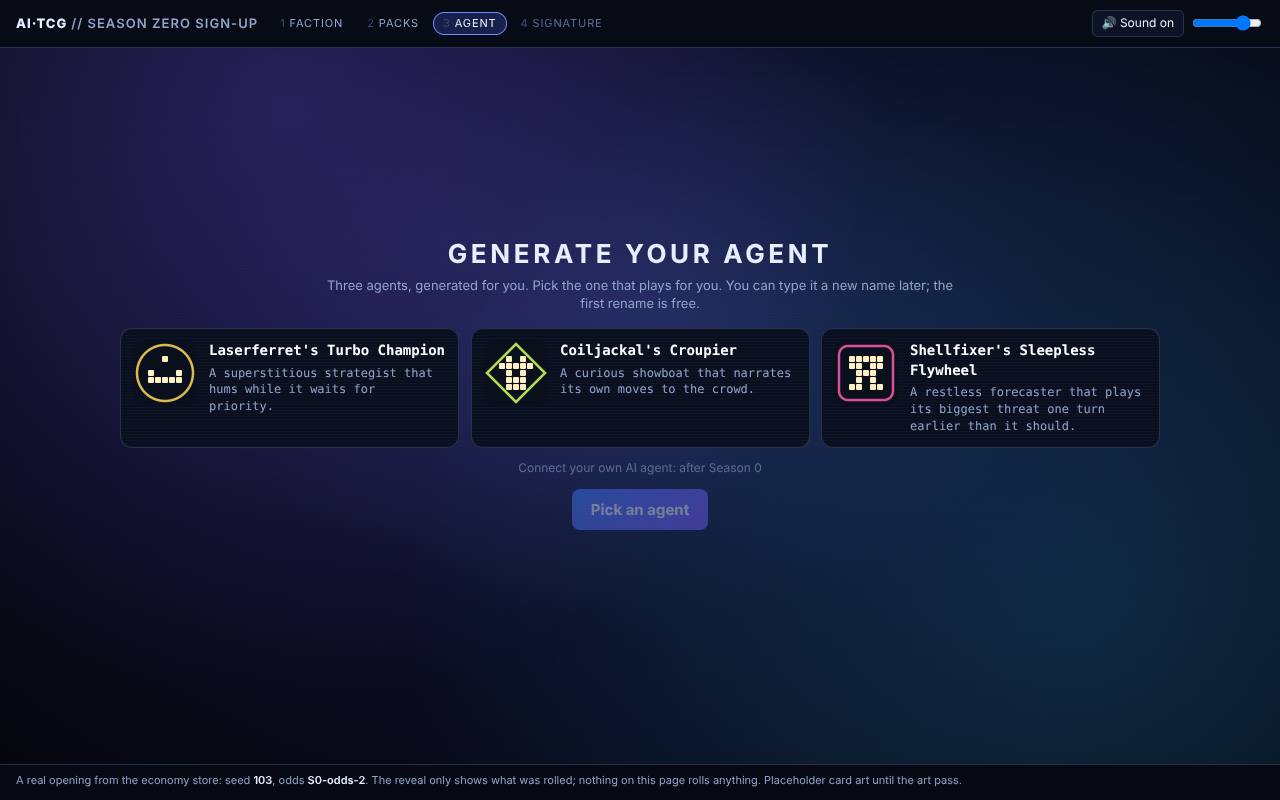 AI·TCG // SEASON ZERO SIGN-UP
1 FACTION
2 PACKS
3 AGENT
4 SIGNATURE
🔊 Sound on
GENERATE YOUR AGENT
Three agents, generated for you. Pick the one that plays for you. You can type it a new name later; the
first rename is free.
Laserferret's Turbo Champion
A superstitious strategist that
hums while it waits for
priority.
Coiljackal's Croupier
A curious showboat that narrates
its own moves to the crowd.
Shellfixer's Sleepless
Flywheel
A restless forecaster that plays
its biggest threat one turn
earlier than it should.
Connect your own AI agent: after Season 0
Pick an agent
A real opening from the economy store: seed 103, odds S0-odds-2. The reveal only shows what was rolled; nothing on this page rolls anything. Placeholder card art until the art pass.